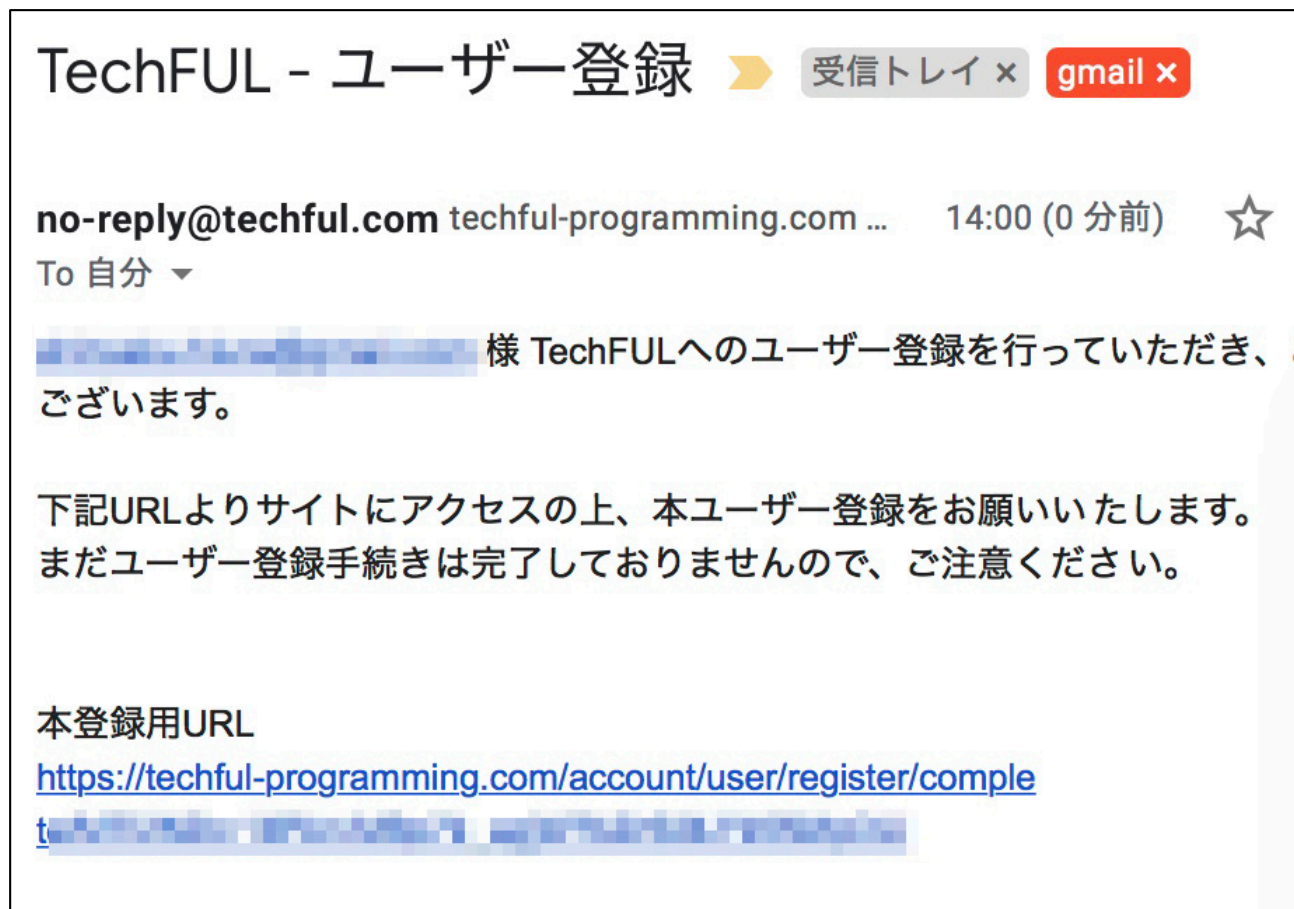 TechFUL - ユーザー登録 受信トレイ × gmail ×
no-reply@techful.com techful-programming.com ... 14:00 (0 分前)
To 自分
様 TechFULへのユーザー登録を行っていただき、
ございます。
下記URLよりサイトにアクセスの上、本ユーザー登録をお願いいたします。
まだユーザー登録手続きは完了しておりませんので、ご注意ください。
本登録用URL
https://techful-programming.com/account/user/register/comple
t